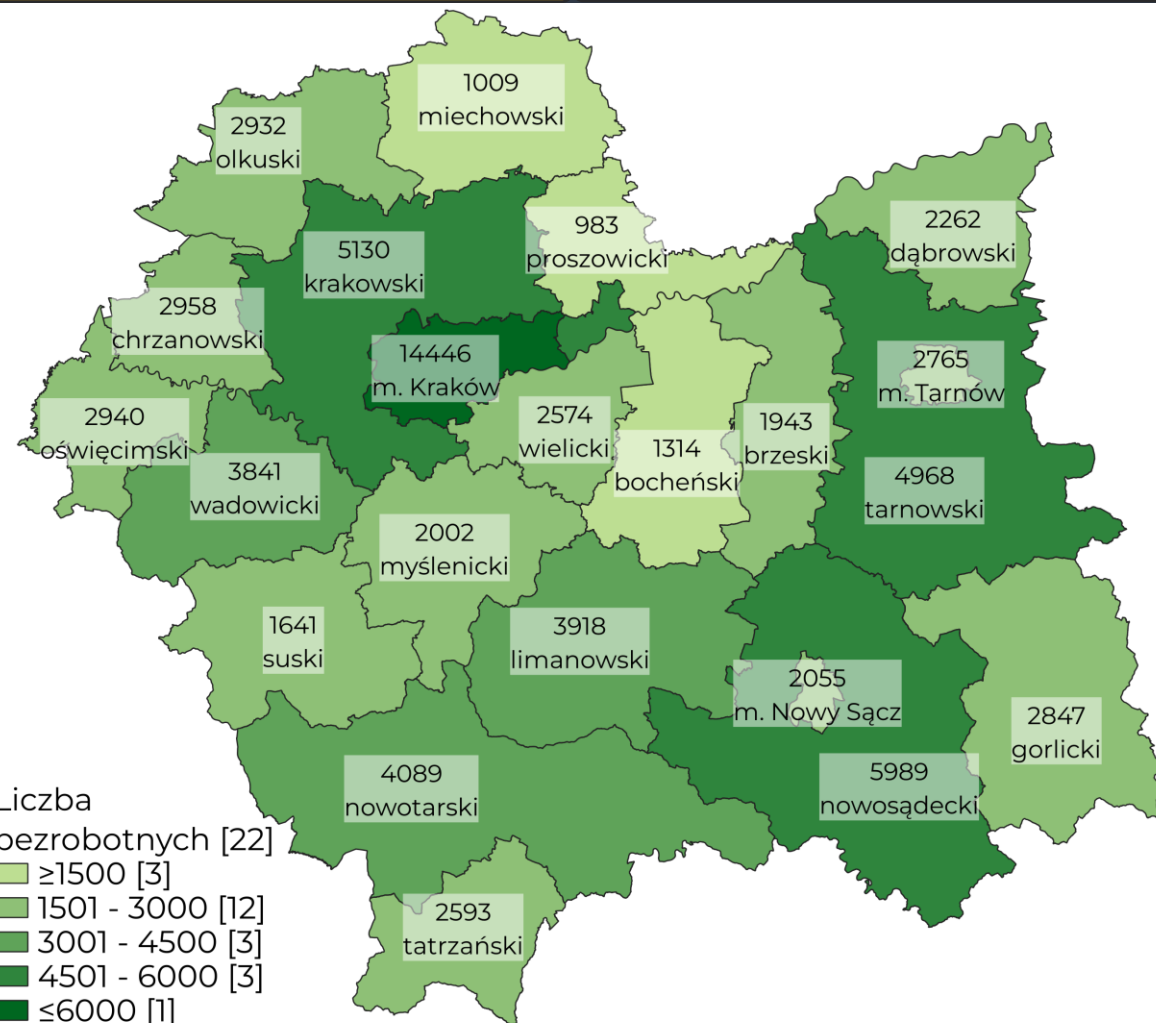 1009
miechowski
2932
olkuski
983
proszowicki
2262
dąbrowski
5130
krakowski
2958
chrzanowski
14446
m. Kraków
2765
m. Tarnów
2940
oświęcimski
2574
wielicki
1943
brzeski
3841
wadowicki
1314
bocheński
4968
tarnowski
2002
myślenicki
1641
suski
3918
limanowski
2055
m. Nowy Sącz
2847
gorlicki
4089
nowotarski
5989
nowosądecki
2593
tatrzański
Liczba
bezrobotnych [22]
≥1500 [3]
1501 - 3000 [12]
3001 - 4500 [3]
4501 - 6000 [3]
≤6000 [1]